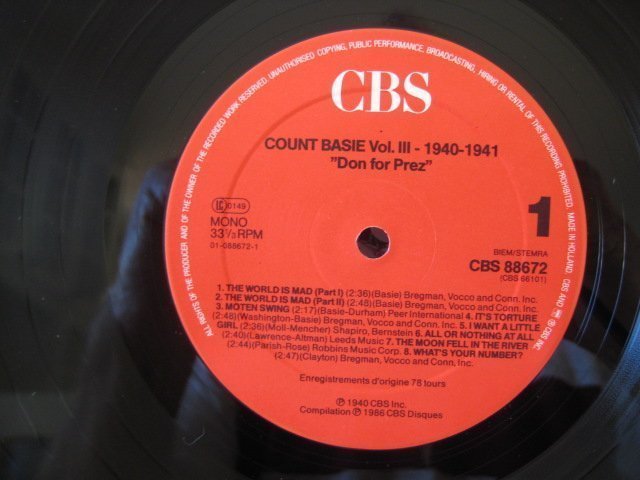 ALL RIGHTS OF THE PRODUCER AND OF THE OWNER OF THE RECORDED WORK RESERVED. UNAUTHORISED COPYING, PUBLIC PERFORMANCE, BROADCASTING, HIRING OR RENTAL OF THIS RECORDING PROHIBITED. MADE IN HOLLAND. CBS AND
CBS
COUNT BASIE Vol. III - 1940-1941
"Don for Prez"
LC 0149
MONO
33⅓ RPM
01-088672-1
1
BIEM/STEMRA
CBS 88672
(CBS 66101)
1. THE WORLD IS MAD (Part I) (2:36)(Basie) Bregman, Vocco and Conn. Inc.
2. THE WORLD IS MAD (Part II) (2:48)(Basie) Bregman, Vocco and Conn. Inc.
3. MOTEN SWING (2:17)(Basie-Durham) Peer International 4. IT'S TORTURE
(2:48)(Washington-Basie) Bregman, Vocco and Conn. Inc. 5. I WANT A LITTLE
GIRL (2:36)(Moll-Mencher) Shapiro, Bernstein 6. ALL OR NOTHING AT ALL
(2:40)(Lawrence-Altman) Leeds Music 7. THE MOON FELL IN THE RIVER
(2:44)(Parish-Rose) Robbins Music Corp. 8. WHAT'S YOUR NUMBER?
(2:47)(Clayton) Bregman, Vocco and Conn. Inc.
Enregistrements d'origine 78 tours
℗ 1940 CBS Inc.
Compilation ℗ 1986 CBS Disques